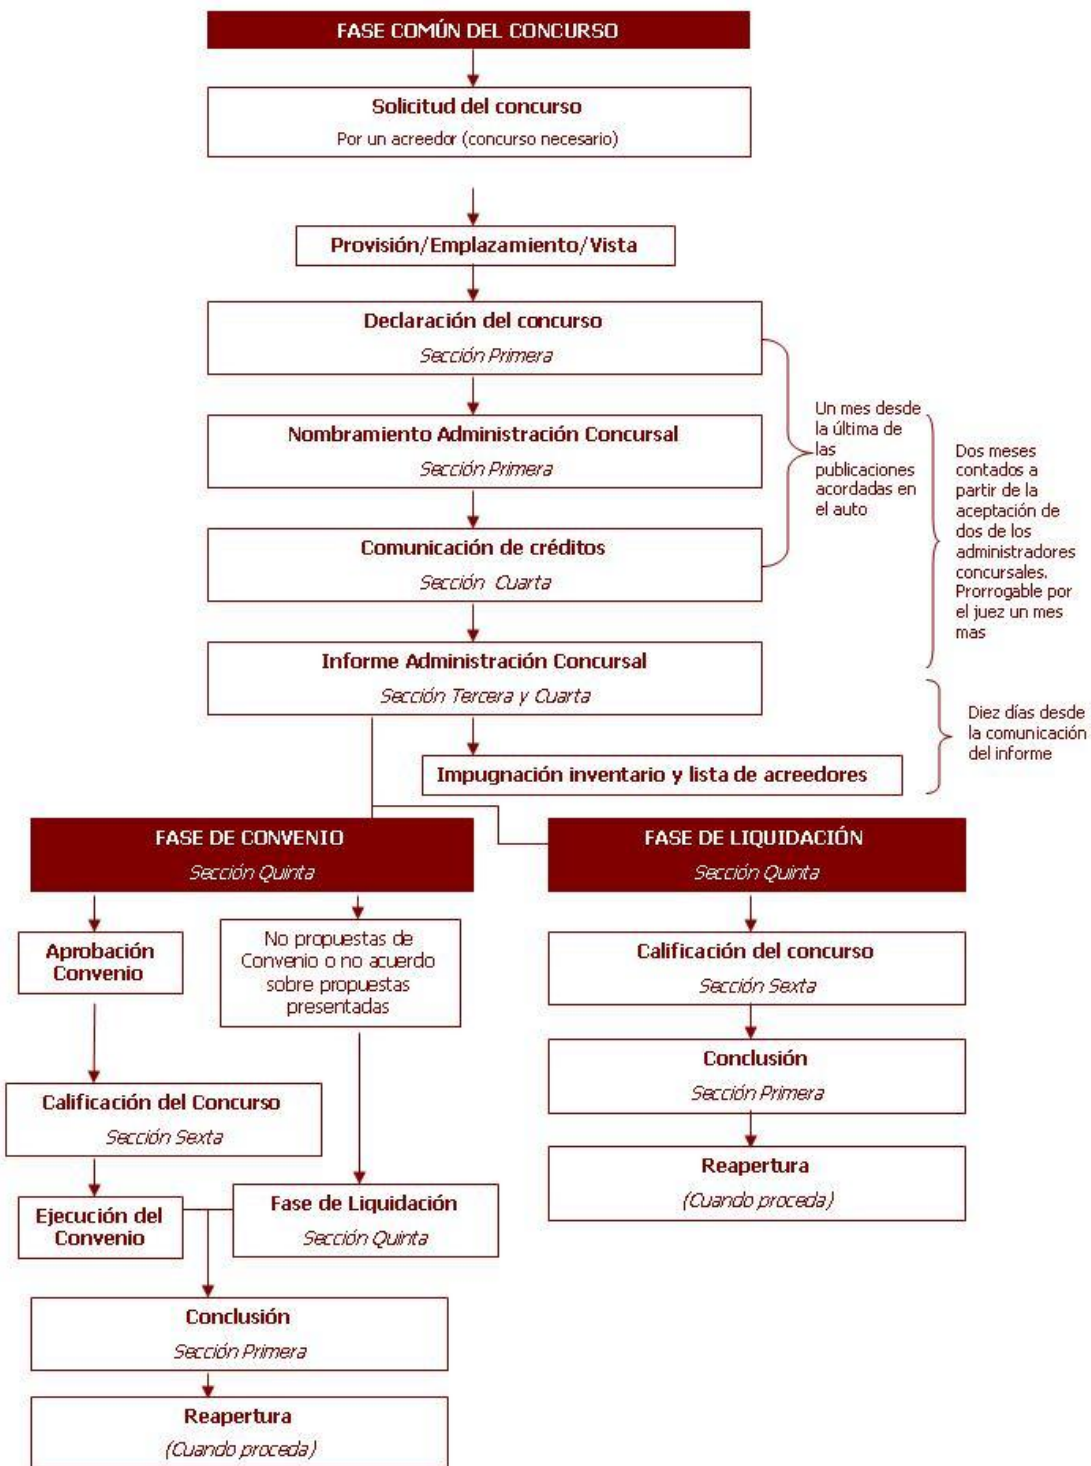 FASE COMÚN DEL CONCURSO
Solicitud del concurso
Por un acreedor (concurso necesario)
Provisión/Emplazamiento/Vista
Declaración del concurso
Sección Primera
Nombramiento Administración Concursal
Sección Primera
Comunicación de créditos
Sección Cuarta
Un mes desde
la última de
las
publicaciones
acordadas en
el auto
Dos meses
contados a
partir de la
aceptación de
dos de los
administradores
concursales.
Prorrogable por
el juez un mes
mas
Informe Administración Concursal
Sección Tercera y Cuarta
Diez días desde
la comunicación
del informe
Impugnación inventario y lista de acreedores
FASE DE CONVENIO
Sección Quinta
Aprobación
Convenio
No propuestas de
Convenio o no acuerdo
sobre propuestas
presentadas
Calificación del Concurso
Sección Sexta
Ejecución del
Convenio
Fase de Liquidación
Sección Quinta
Conclusión
Sección Primera
Reapertura
(Cuando proceda)
FASE DE LIQUIDACIÓN
Sección Quinta
Calificación del concurso
Sección Sexta
Conclusión
Sección Primera
Reapertura
(Cuando proceda)